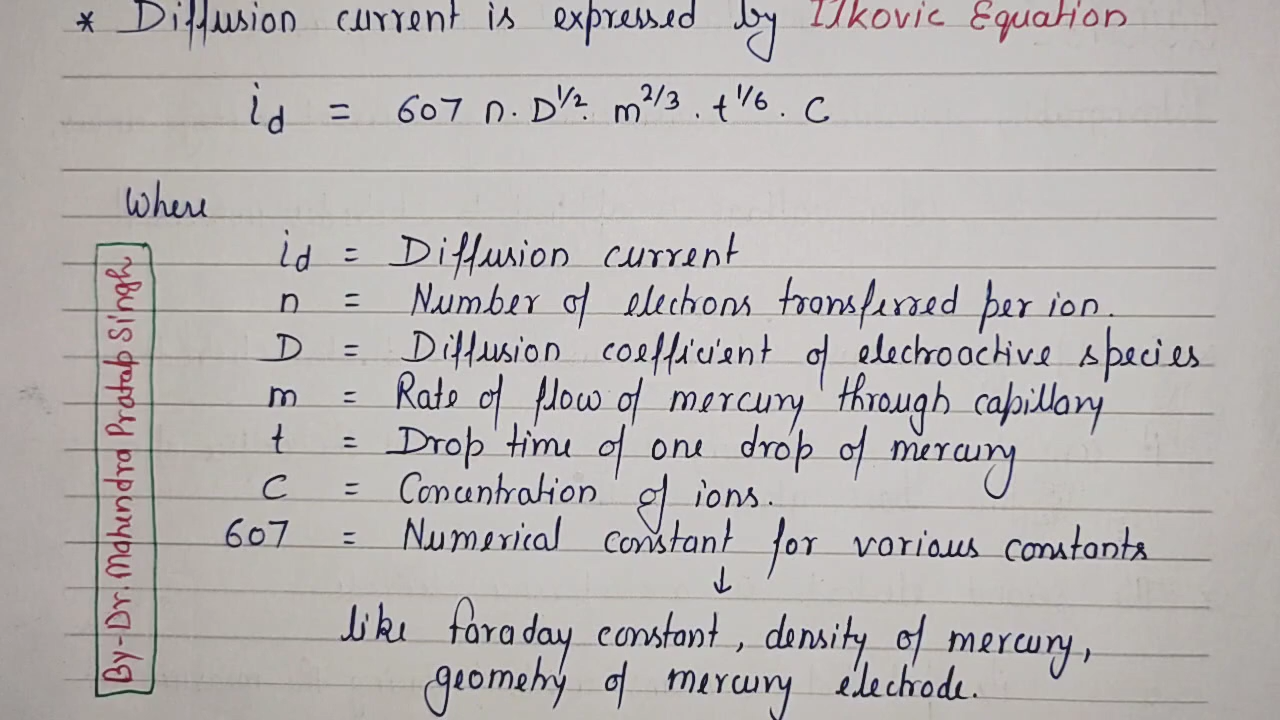 * Diffusion current is expressed by Ilkovic Equation
id = 607 n. D^1/2. m^2/3 . t^1/6 . C
Where
id = Diffusion current
n = Number of electrons transferred per ion.
D = Diffusion coefficient of electroactive species
m = Rate of flow of mercury through capillary
t = Drop time of one drop of mercury
C = Concentration of ions.
607 = Numerical constant for various constants
↓
like faraday constant, density of mercury,
geometry of mercury electrode.
By-Dr. Mahendra Pratap Singh